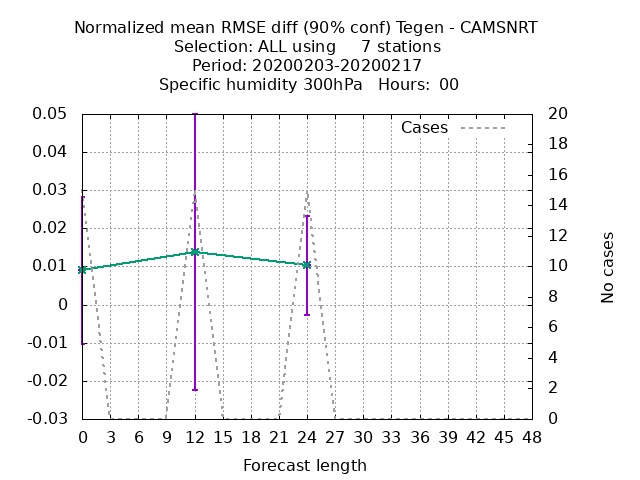 Normalized mean RMSE diff (90% conf) Tegen - CAMSNRT
Selection: ALL using     7 stations
Period: 20200203-20200217
Specific humidity 300hPa   Hours:  00
Cases
0.05
0.04
0.03
0.02
0.01
0
-0.01
-0.02
-0.03
20
18
16
14
12
10
8
6
4
2
0
No cases
0 3 6 9 12 15 18 21 24 27 30 33 36 39 42 45 48
Forecast length